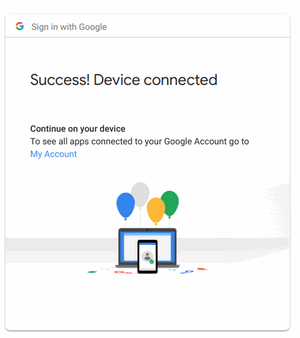 Sign in with Google
Success! Device connected
Continue on your device
To see all apps connected to your Google Account go to
My Account